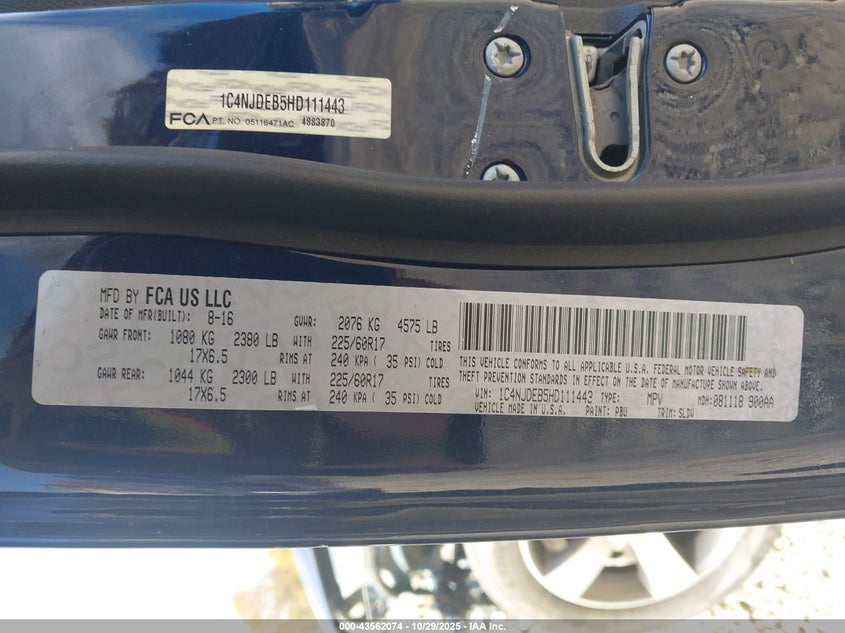 1C4NJDEB5HD111443
FCA PT. NO. 05116471AC 4883870
MFD BY FCA US LLC
DATE OF MFR(BUILT): 8-16 GVWR: 2076 KG 4575 LB
GAWR FRONT: 1080 KG 2380 LB WITH 225/60R17 TIRES
17X6.5 RIMS AT 240 KPA ( 35 PSI) COLD
GAWR REAR: 1044 KG 2300 LB WITH 225/60R17 TIRES
17X6.5 RIMS AT 240 KPA ( 35 PSI) COLD
THIS VEHICLE CONFORMS TO ALL APPLICABLE U.S.A. FEDERAL MOTOR VEHICLE SAFETY AND
THEFT PREVENTION STANDARDS IN EFFECT ON THE DATE OF MANUFACTURE SHOWN ABOVE.
VIN: 1C4NJDEB5HD111443 TYPE: MPV MDH: 081118 900AA
VEHICLE MADE IN U.S.A. PAINT: PBU TRIM: SLDV
000-43562074 - 10/29/2025 - IAA Inc.